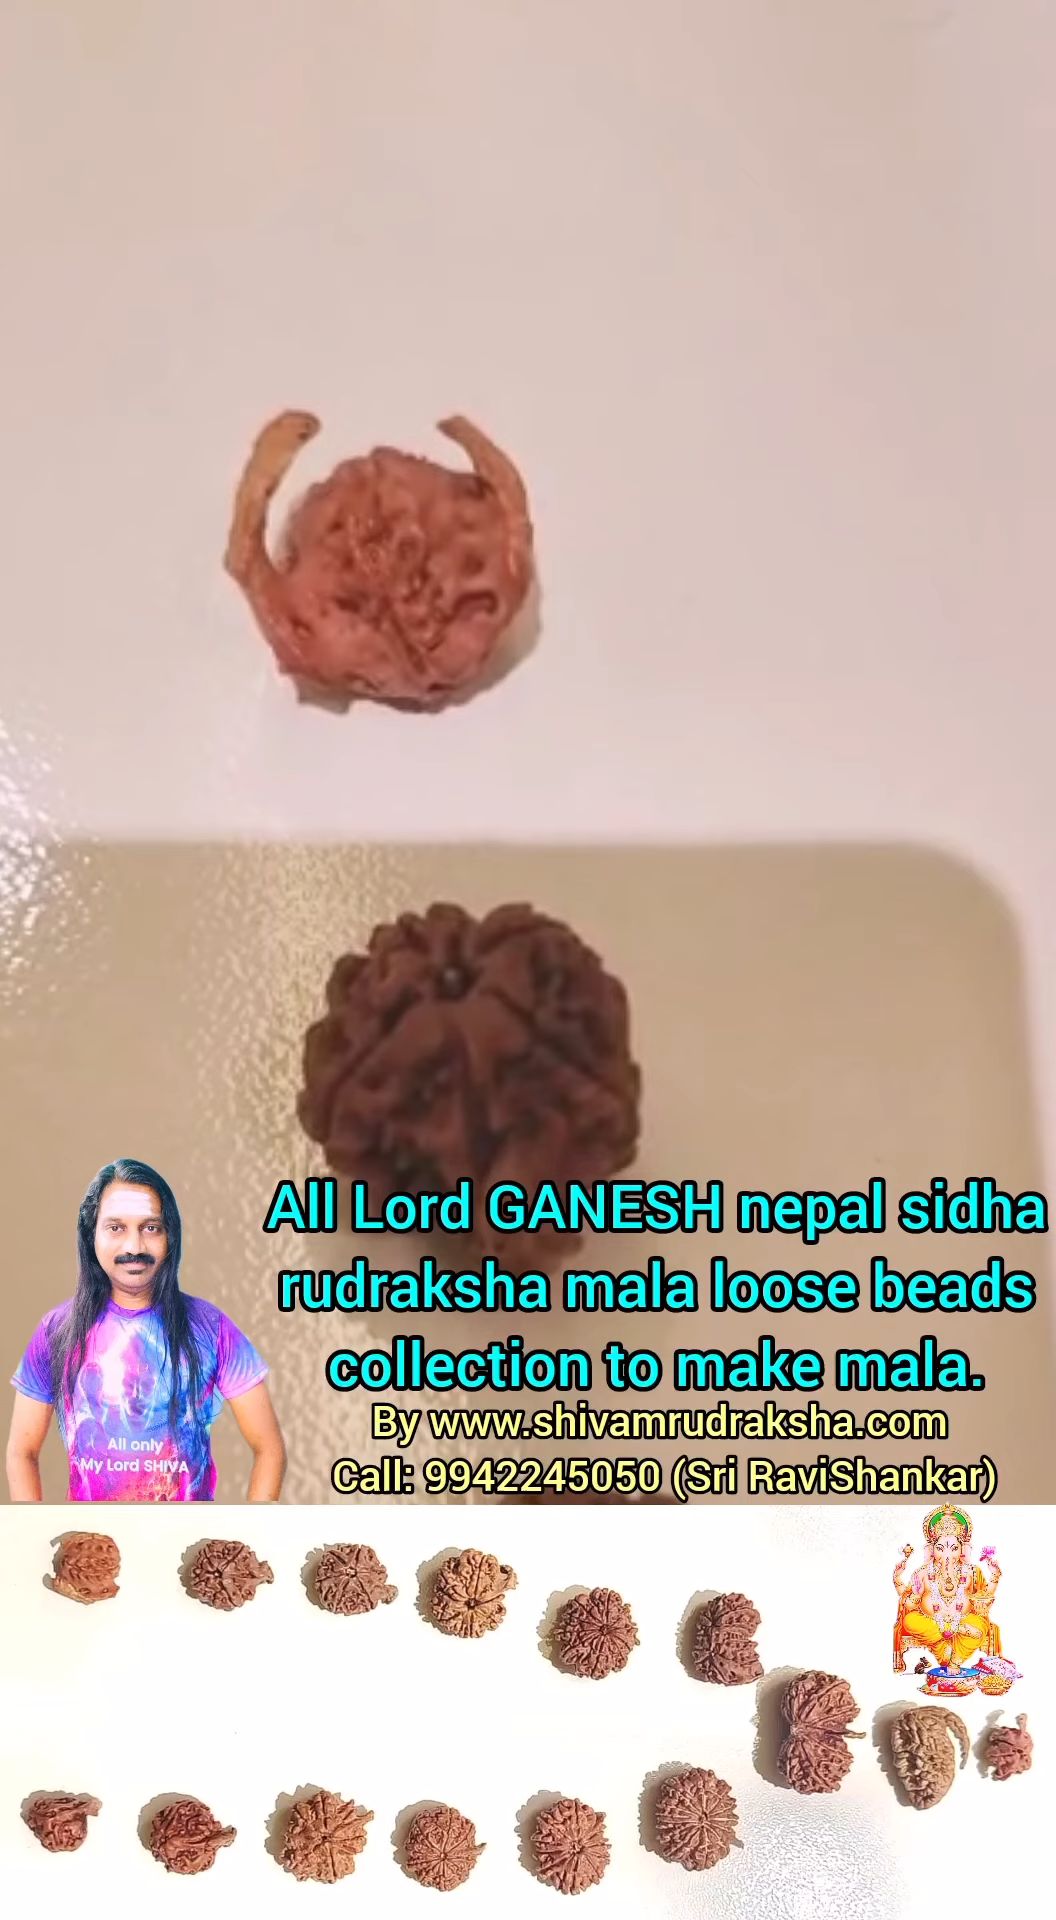 All Lord GANESH nepal sidha
rudraksha mala loose beads
collection to make mala.
By www.shivamrudraksha.com
Call: 9942245050 (Sri RaviShankar)
All only
My Lord SHIVA